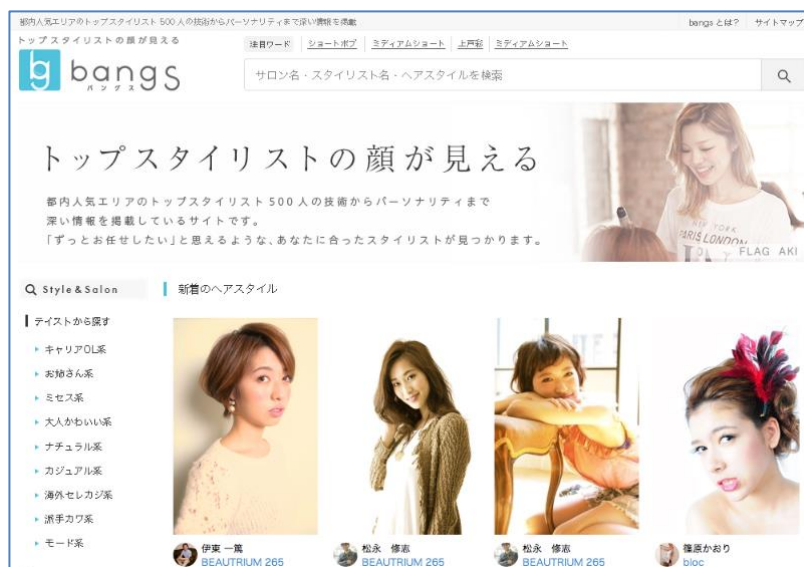 都内人気エリアのトップスタイリスト 500 人の技術からパーソナリティまで深い情報を掲載
bangs とは? サイトマップ
トップスタイリストの顔が見える
bg bangs
バングス
注目ワード ショートボブ ミディアムショート 上戸彩 ミディアムショート
サロン名・スタイリスト名・ヘアスタイルを検索
トップスタイリストの顔が見える
都内人気エリアのトップスタイリスト 500 人の技術からパーソナリティまで
深い情報を掲載しているサイトです。
「ずっとお任せしたい」と思えるような、あなたに合ったスタイリストが見つかります。
NEW YORK
PARIS LONDON
FLAG AKI
Style & Salon
新着のヘアスタイル
テイストから探す
キャリアOL系
お姉さん系
ミセス系
大人かわいい系
ナチュラル系
カジュアル系
海外セレカジ系
派手カワ系
モード系
伊東 一篤
BEAUTRIUM 265
松永 修志
BEAUTRIUM 265
松永 修志
BEAUTRIUM 265
篠原かおり
bloc